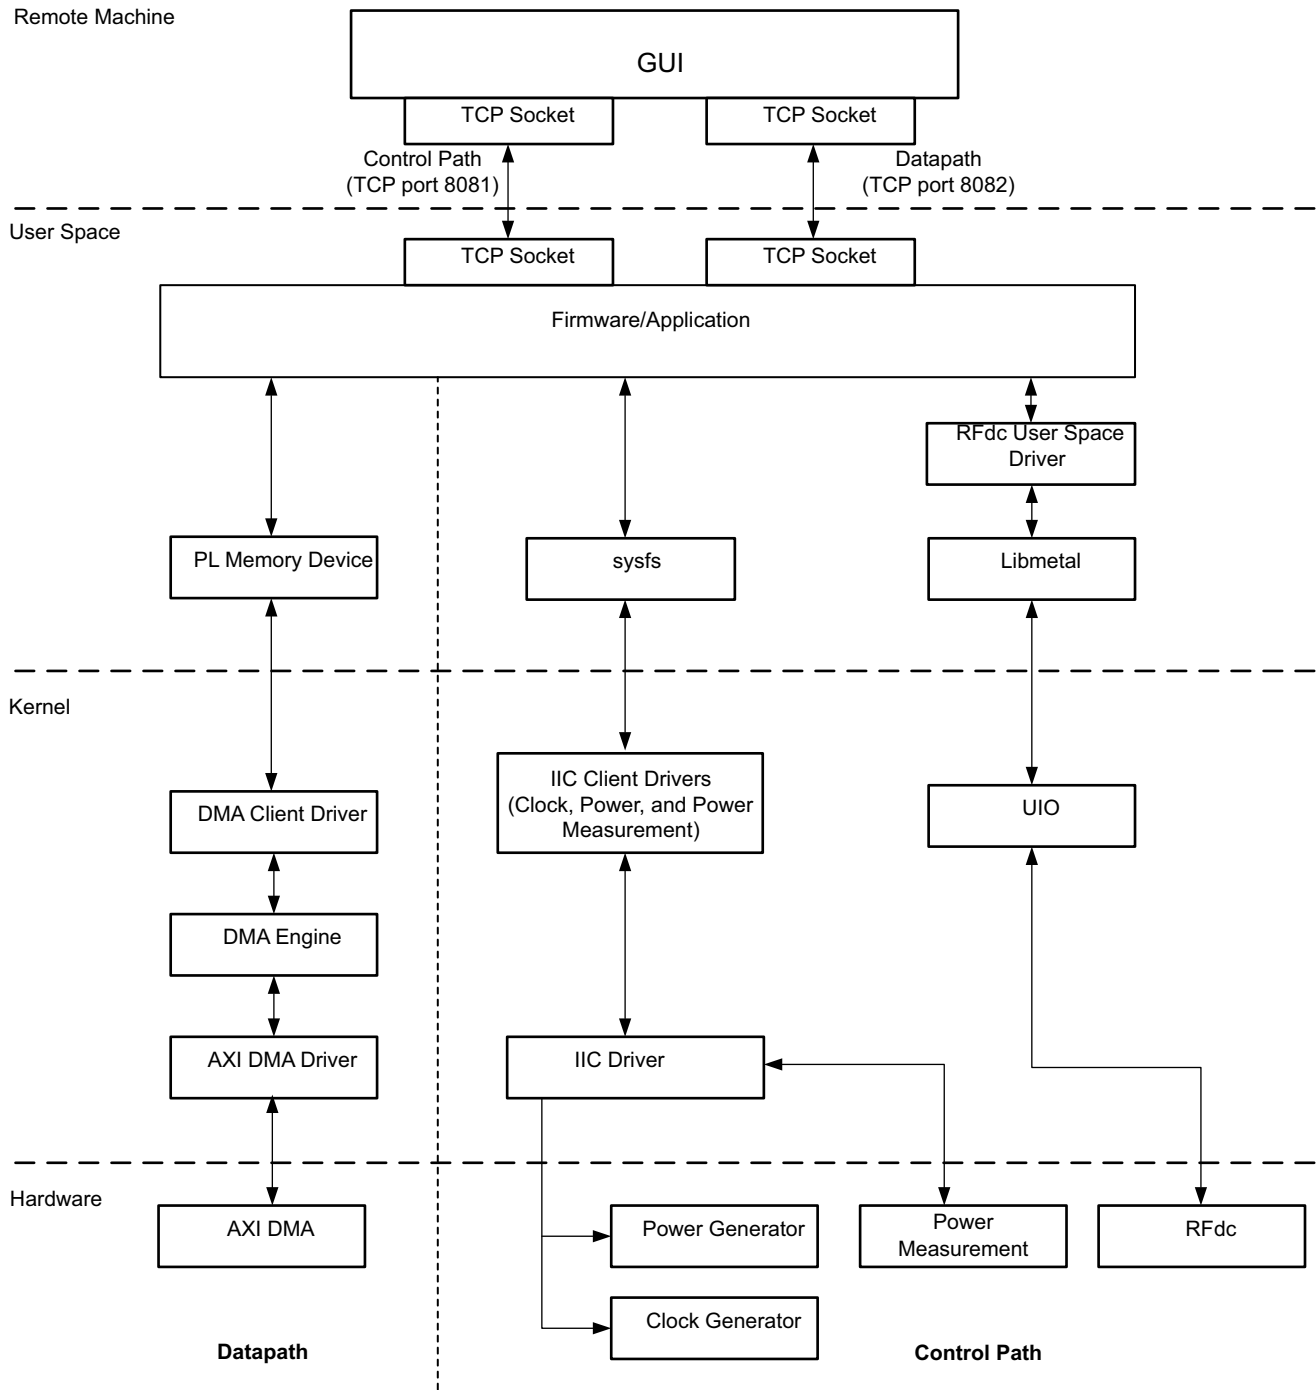 Remote Machine
GUI
TCP Socket
TCP Socket
Control Path
(TCP port 8081)
Datapath
(TCP port 8082)
User Space
TCP Socket
TCP Socket
Firmware/Application
RFdc User Space
Driver
PL Memory Device
sysfs
Libmetal
Kernel
DMA Client Driver
IIC Client Drivers
(Clock, Power, and Power
Measurement)
UIO
DMA Engine
AXI DMA Driver
IIC Driver
Hardware
AXI DMA
Power Generator
Power
Measurement
RFdc
Clock Generator
Datapath
Control Path